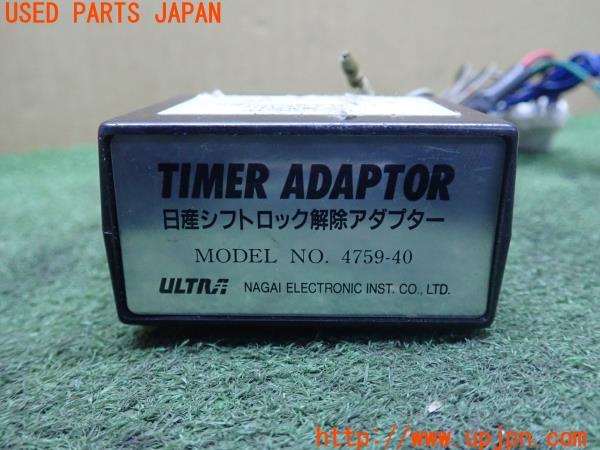 USED PARTS JAPAN
TIMER ADAPTOR
日産シフトロック解除アダプター
MODEL NO. 4759-40
ULTRA NAGAI ELECTRONIC INST. CO., LTD.
http://www.upjpn.com/